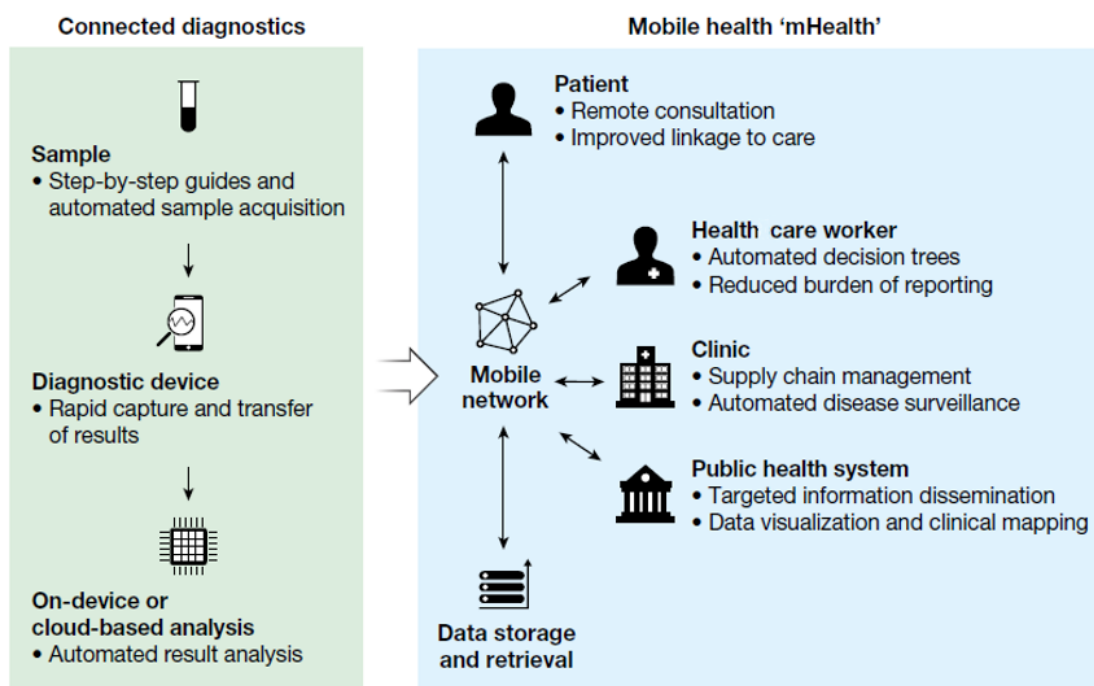 Connected diagnostics
Sample
• Step-by-step guides and
automated sample acquisition
Diagnostic device
• Rapid capture and transfer
of results
On-device or
cloud-based analysis
• Automated result analysis
Mobile health ‘mHealth’
Patient
• Remote consultation
• Improved linkage to care
Health care worker
• Automated decision trees
• Reduced burden of reporting
Mobile
network
Clinic
• Supply chain management
• Automated disease surveillance
Public health system
• Targeted information dissemination
• Data visualization and clinical mapping
Data storage
and retrieval